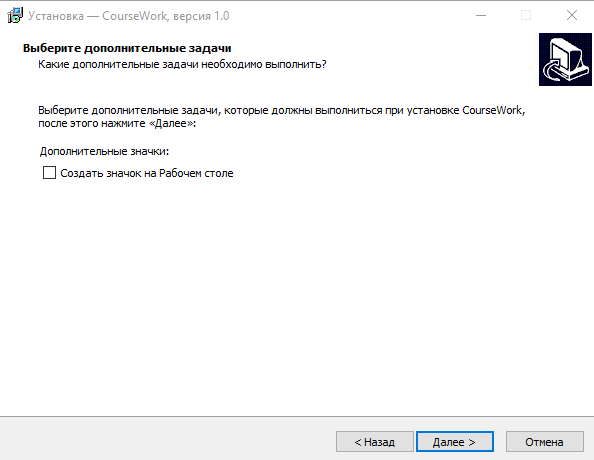 Установка — CourseWork, версия 1.0
Выберите дополнительные задачи
Какие дополнительные задачи необходимо выполнить?
Выберите дополнительные задачи, которые должны выполниться при установке CourseWork,
после этого нажмите «Далее»:
Дополнительные значки:
Создать значок на Рабочем столе
< Назад
Далее >
Отмена